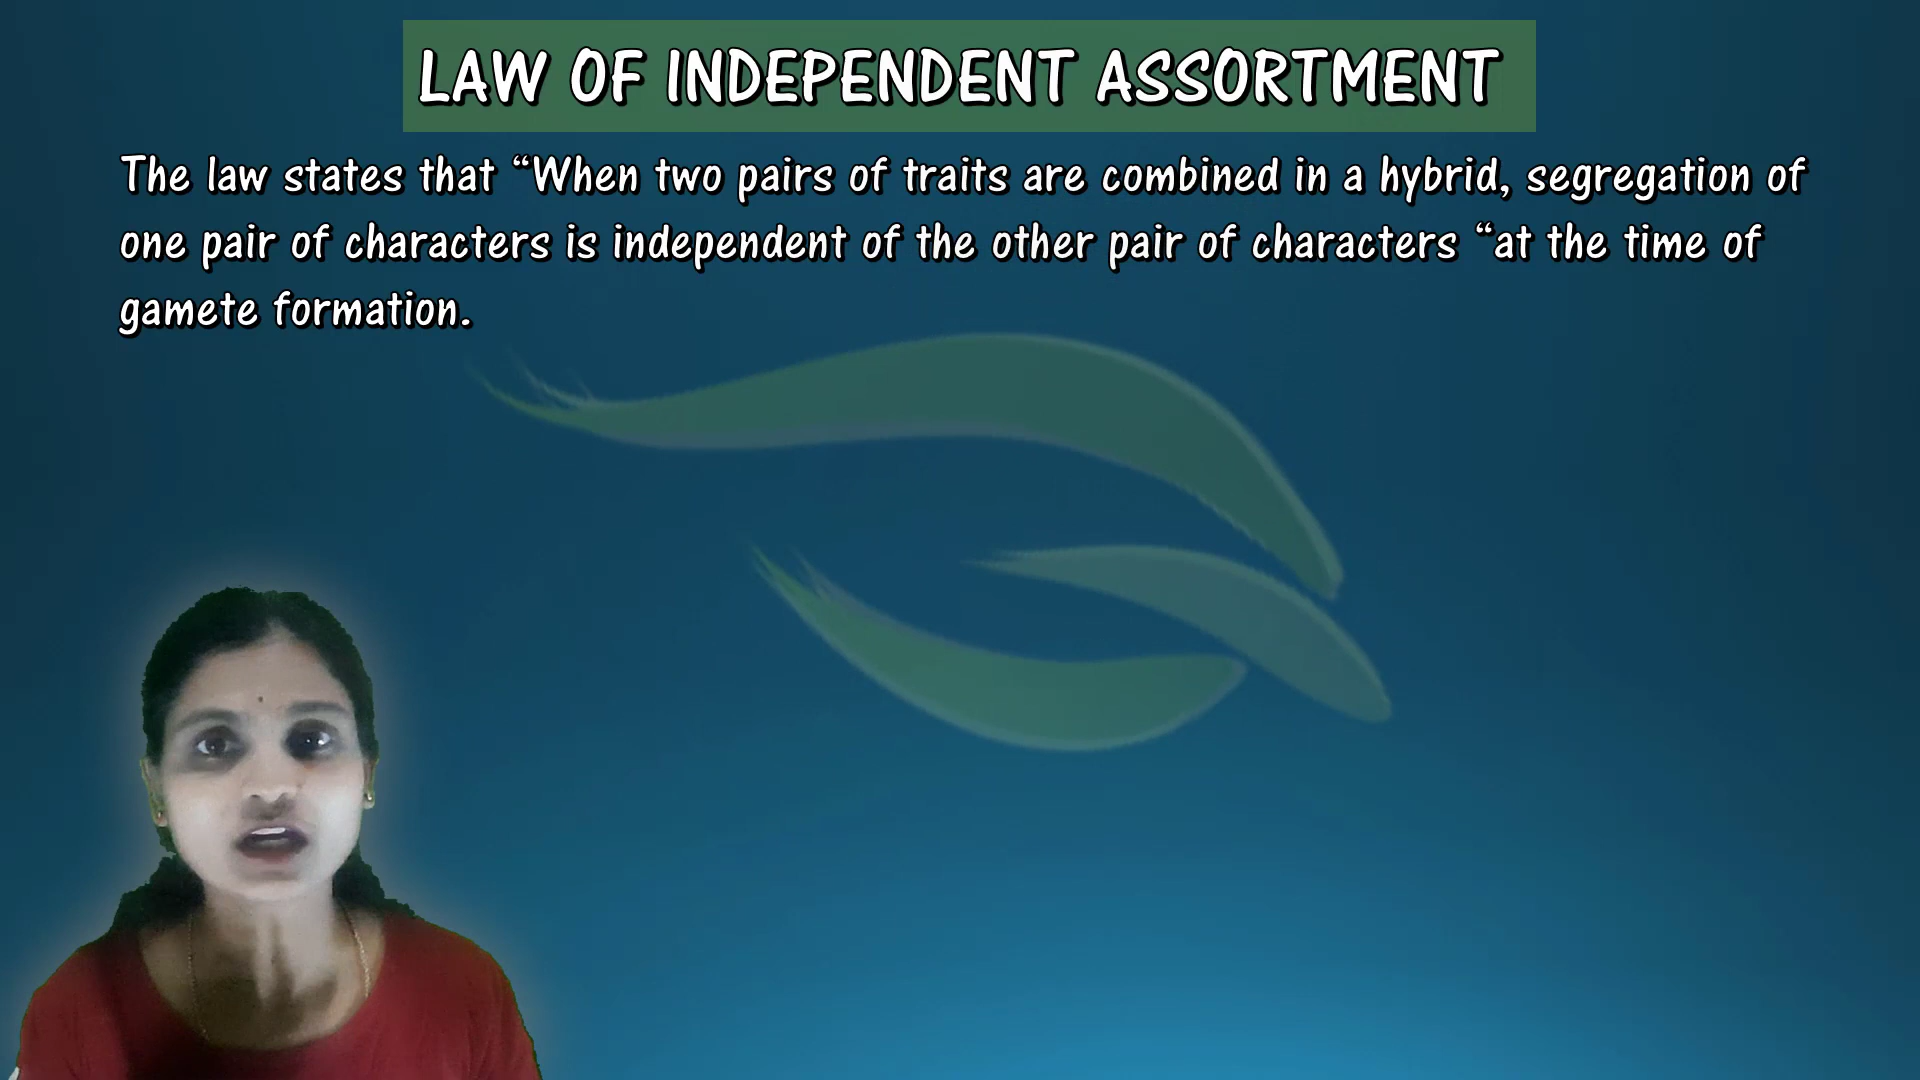 LAW OF INDEPENDENT ASSORTMENT
The law states that “When two pairs of traits are combined in a hybrid, segregation of
one pair of characters is independent of the other pair of characters “at the time of
gamete formation.